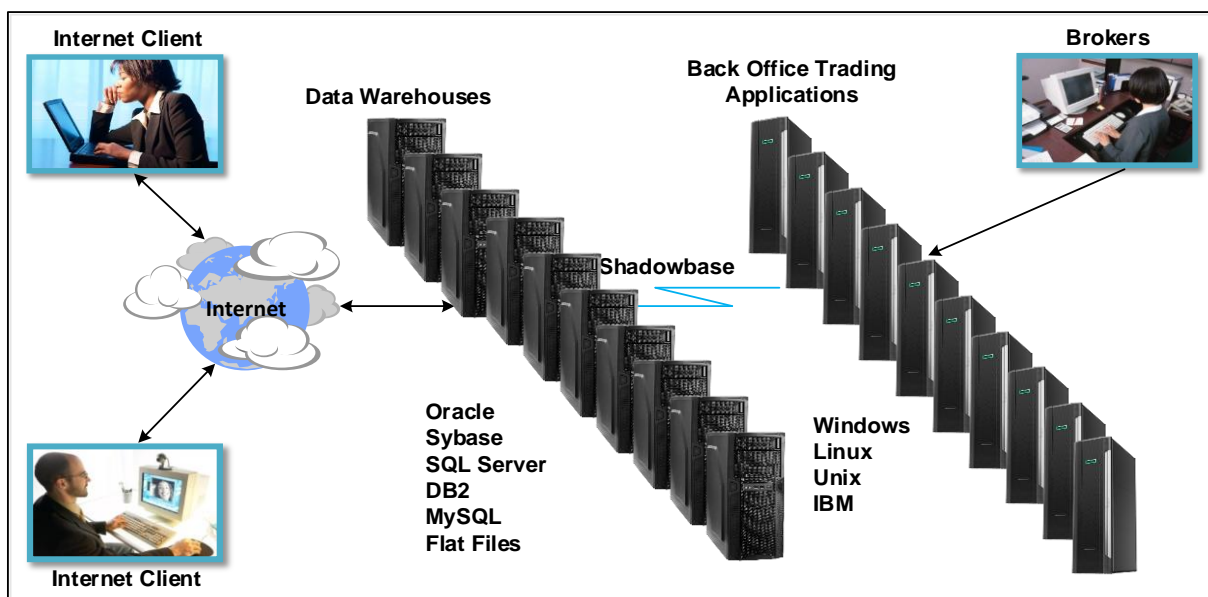 Internet Client
Brokers
Data Warehouses
Back Office Trading
Applications
Shadowbase
Internet
Oracle
Sybase
SQL Server
DB2
MySQL
Flat Files
Windows
Linux
Unix
IBM
Internet Client